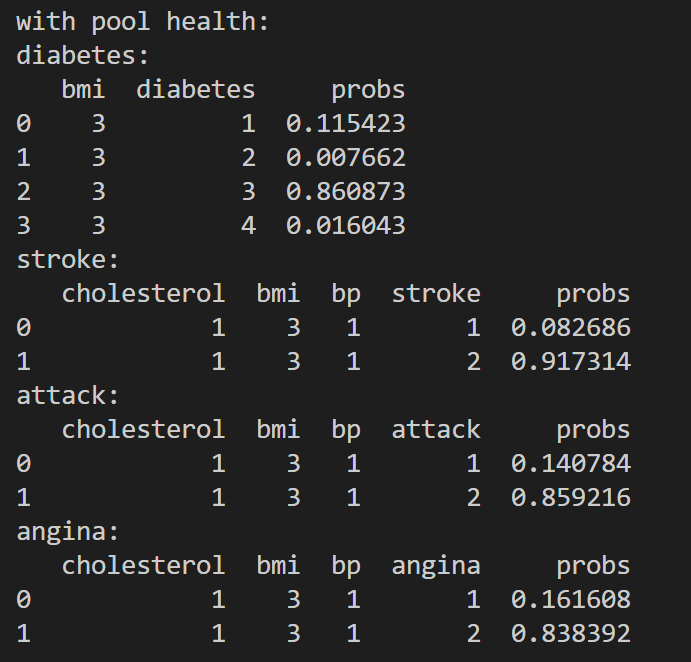 with pool health:
diabetes:
   bmi  diabetes     probs
0    3         1  0.115423
1    3         2  0.007662
2    3         3  0.860873
3    3         4  0.016043
stroke:
   cholesterol  bmi  bp  stroke     probs
0            1    3   1       1  0.082686
1            1    3   1       2  0.917314
attack:
   cholesterol  bmi  bp  attack     probs
0            1    3   1       1  0.140784
1            1    3   1       2  0.859216
angina:
   cholesterol  bmi  bp  angina     probs
0            1    3   1       1  0.161608
1            1    3   1       2  0.838392